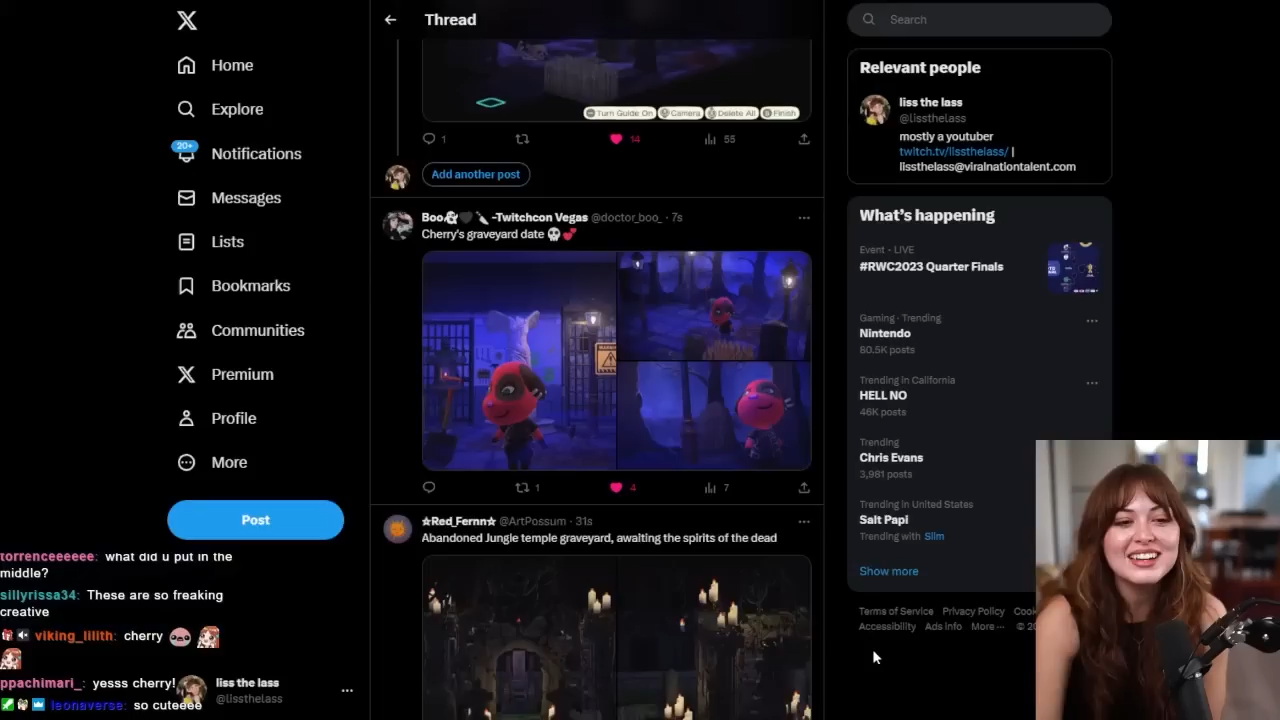 Home
Explore
20+
Notifications
Messages
Lists
Bookmarks
Communities
Premium
Profile
More
Post
torrenceeeeee: what did u put in the
middle?
sillyrissa34: These are so freaking
creative
viking_lilith: cherry
ppachimari_: yesss cherry!
leonaverse: so cuteeee
liss the lass
@lissthelass
Thread
Turn Guide On
Camera
Delete All
Finish
1
14
55
Add another post
Boo -Twitchcon Vegas @doctor_boo_ · 7s
Cherry's graveyard date
1
4
7
☆Red_Fernn☆ @ArtPossum · 31s
Abandoned Jungle temple graveyard, awaiting the spirits of the dead
Search
Relevant people
liss the lass
@lissthelass
mostly a youtuber
twitch.tv/lissthelass/ |
lissthelass@viralnationtalent.com
What's happening
Event - LIVE
#RWC2023 Quarter Finals
Gaming · Trending
Nintendo
80.5K posts
Trending in California
HELL NO
46K posts
Trending
Chris Evans
3,981 posts
Trending in United States
Salt Papi
Trending with Slim
Show more
Terms of Service Privacy Policy
Accessibility Ads info More